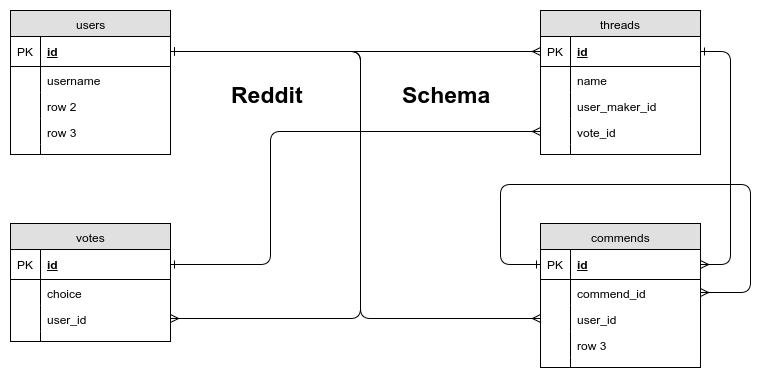 users
PK id
username
row 2
row 3
Reddit Schema
threads
PK id
name
user_maker_id
vote_id
votes
PK id
choice
user_id
commends
PK id
commend_id
user_id
row 3